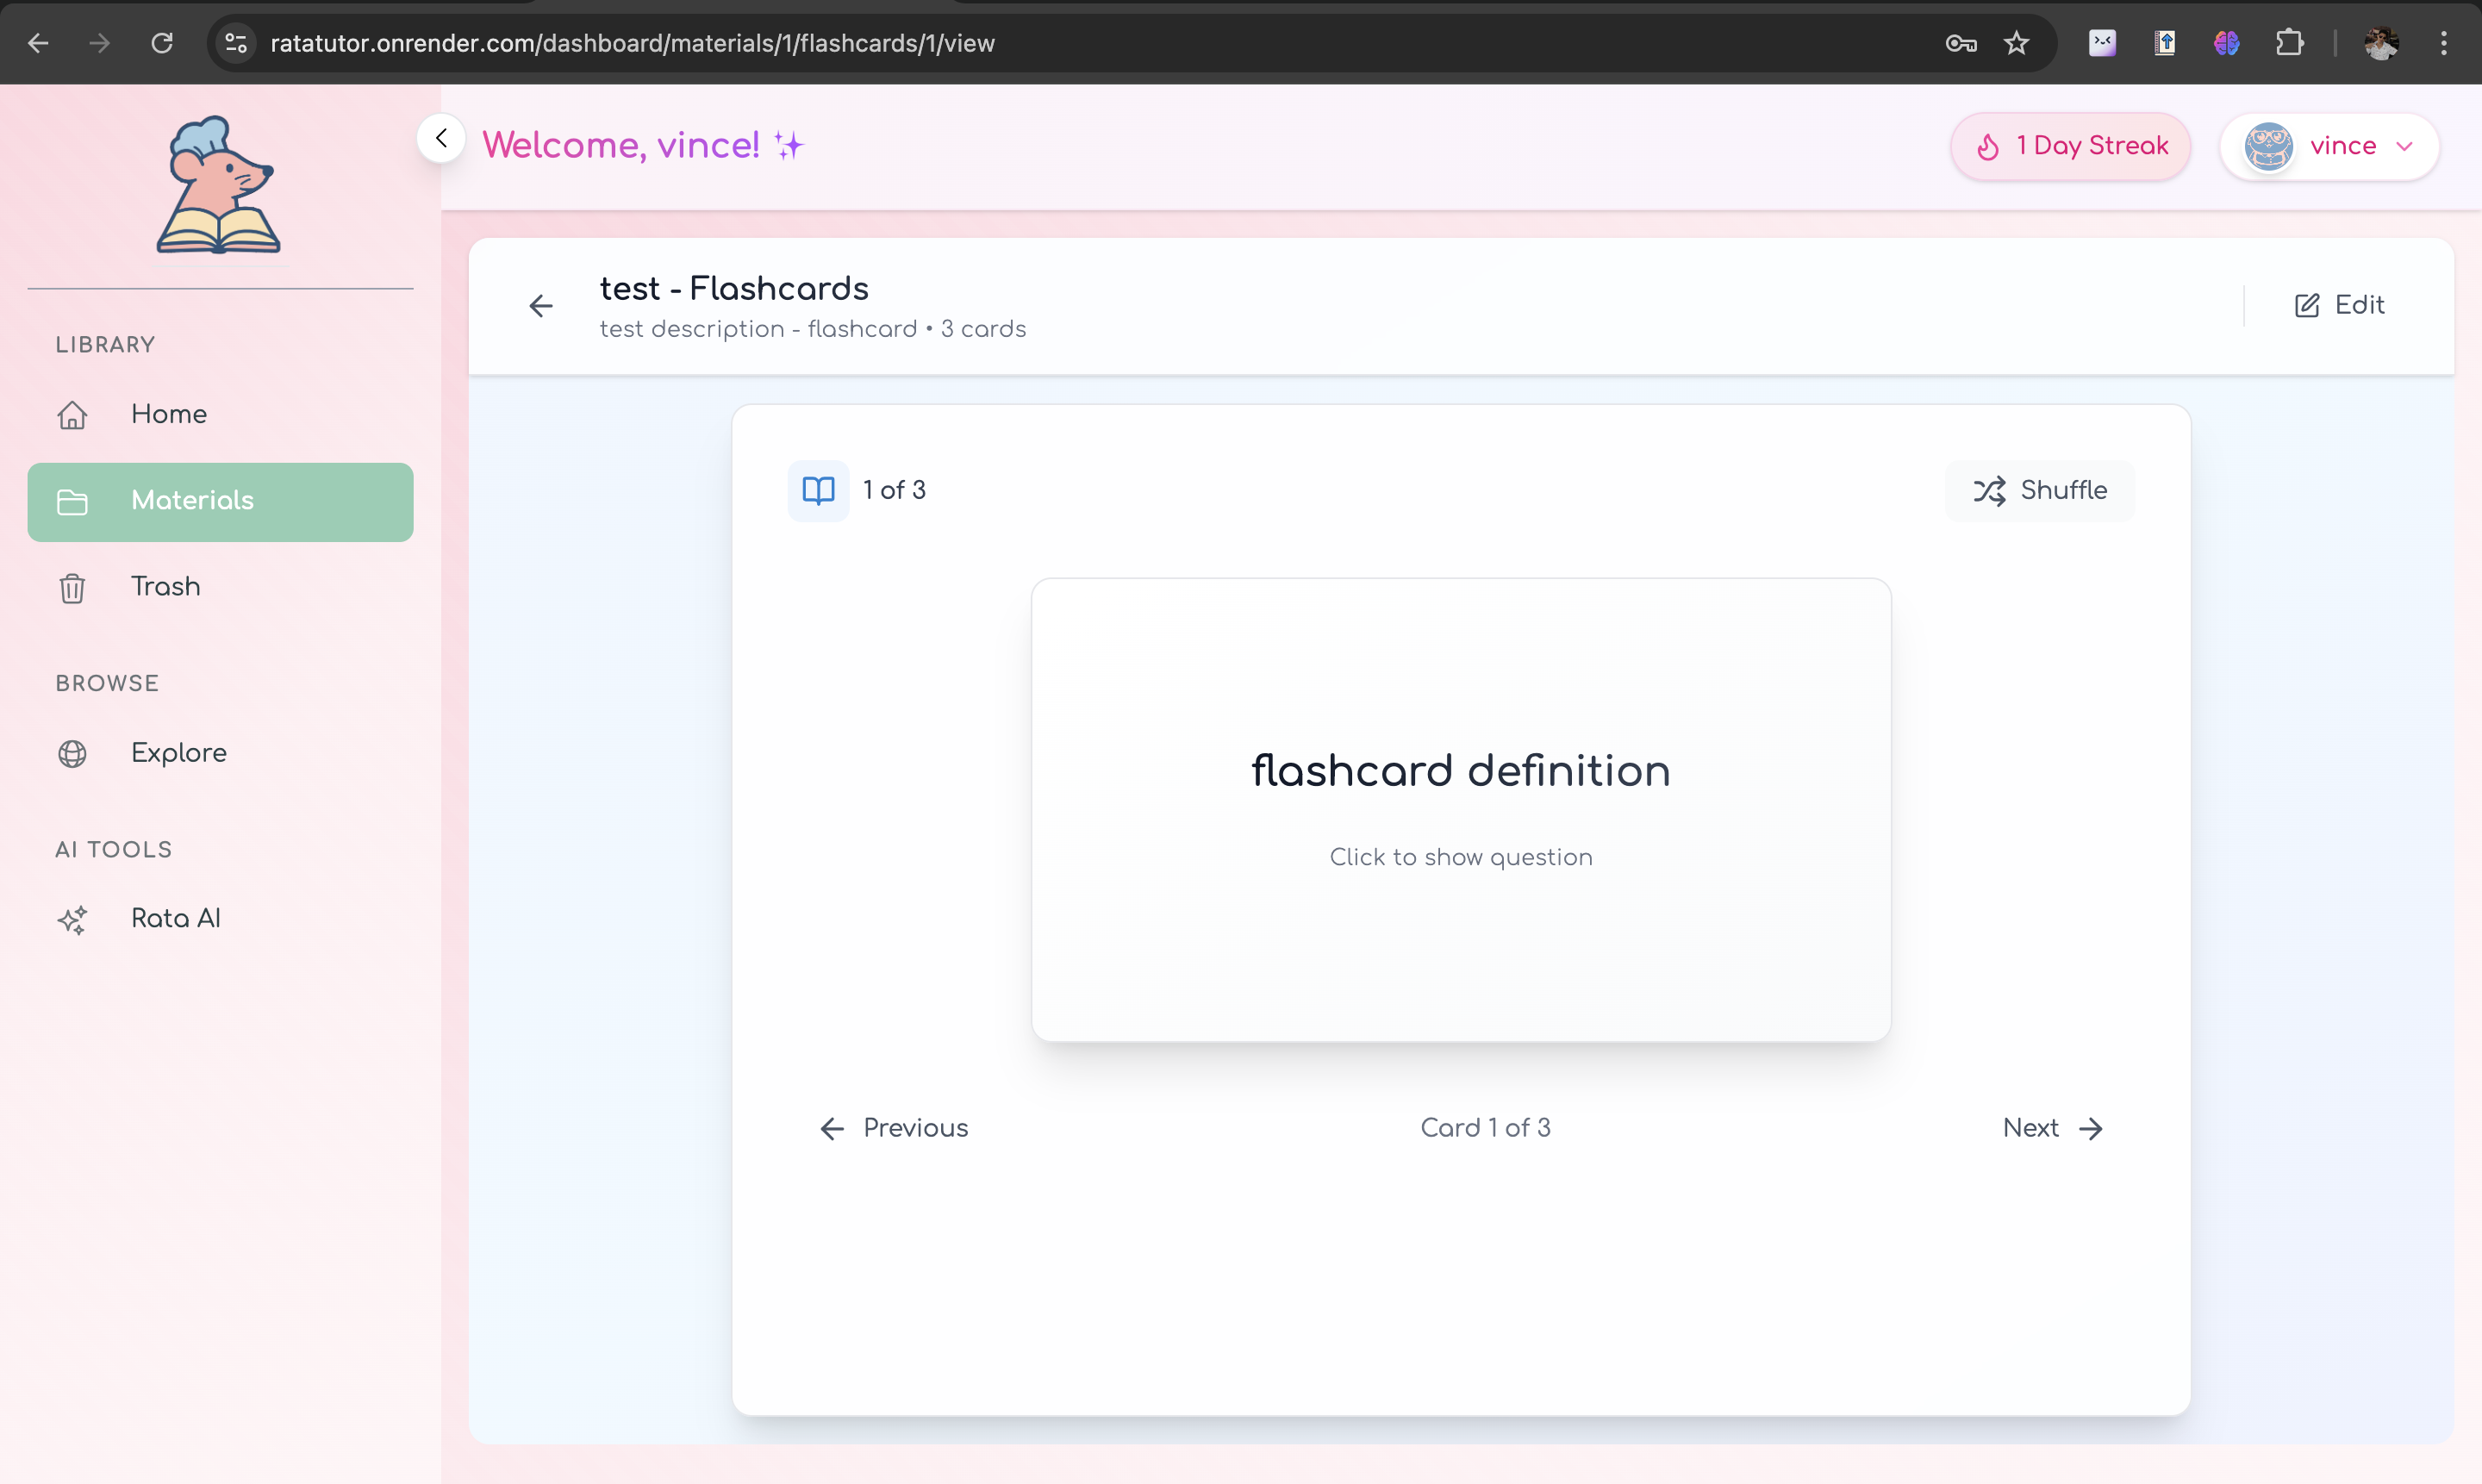 ratatutor.onrender.com/dashboard/materials/1/flashcards/1/view
Welcome, vince!
1 Day Streak
vince
test - Flashcards
test description - flashcard • 3 cards
Edit
LIBRARY
Home
Materials
Trash
BROWSE
Explore
AI TOOLS
Rata AI
1 of 3
Shuffle
flashcard definition
Click to show question
Previous
Card 1 of 3
Next